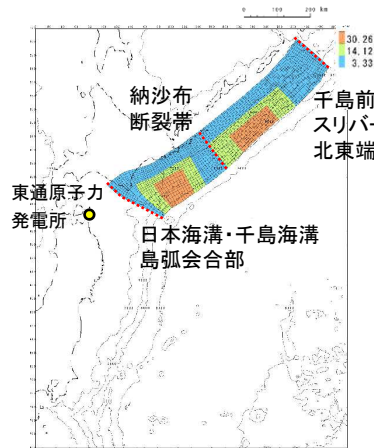 0 100 200 km
30.26
14.12
3.33
納沙布
断裂帯
千島前
スリバー
北東端
東通原子力
発電所
日本海溝・千島海溝
島弧会合部